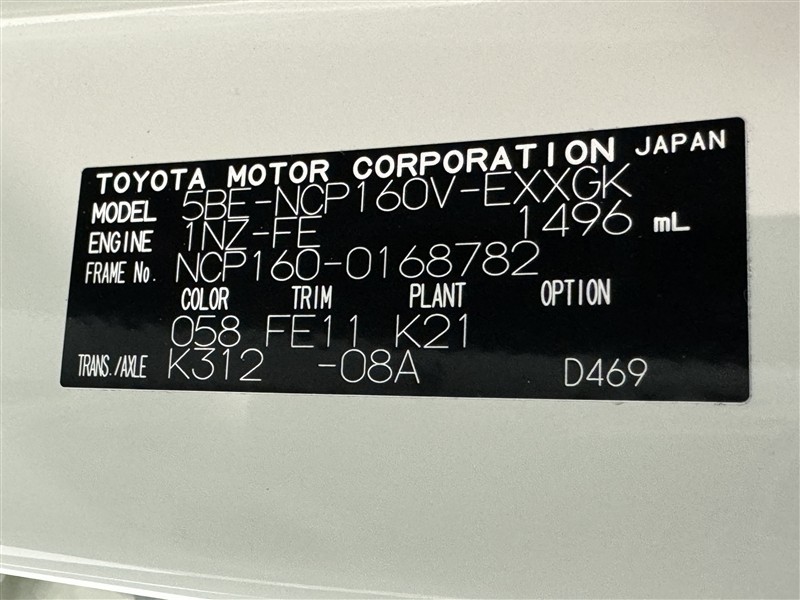 TOYOTA MOTOR CORPORATION JAPAN
MODEL 5BE-NCP160V-EXXGK
ENGINE 1NZ-FE 1496 mL
FRAME No. NCP160-0168782
COLOR TRIM PLANT OPTION
058 FE11 K21
TRANS./AXLE K312 -08A D469